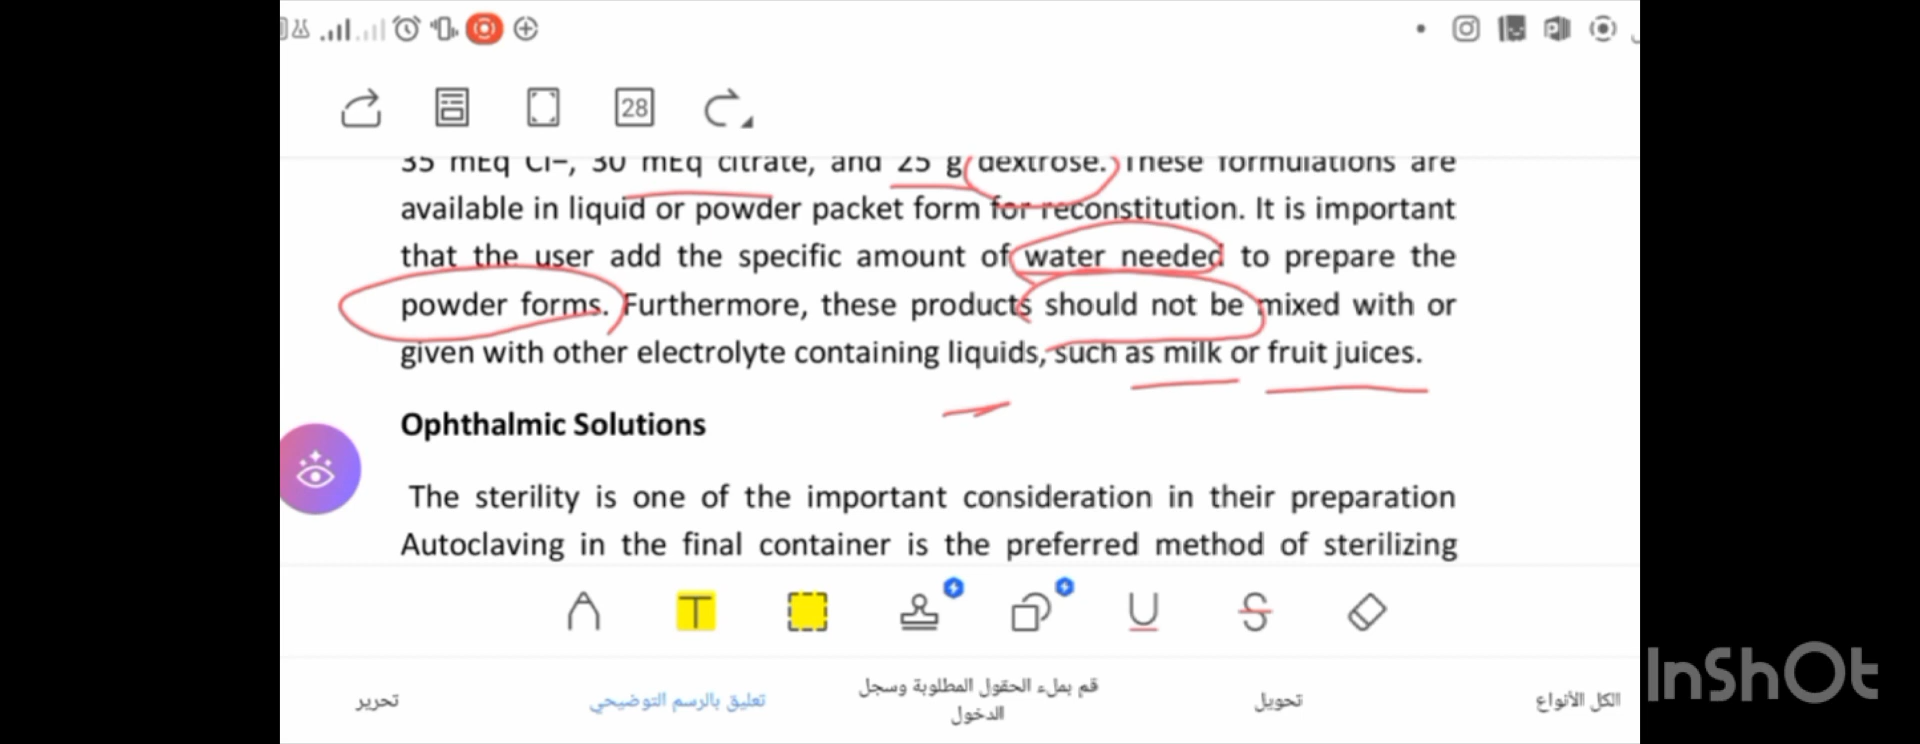 28
35 mEq Cl–, 30 mEq citrate, and 25 g dextrose. These formulations are
available in liquid or powder packet form for reconstitution. It is important
that the user add the specific amount of water needed to prepare the
powder forms. Furthermore, these products should not be mixed with or
given with other electrolyte containing liquids, such as milk or fruit juices.
Ophthalmic Solutions
The sterility is one of the important consideration in their preparation
Autoclaving in the final container is the preferred method of sterilizing
الكل الأنواع
تحويل
قم بملء الحقول المطلوبة وسجل
الدخول
تعليق بالرسم التوضيحي
تحرير
InShOt